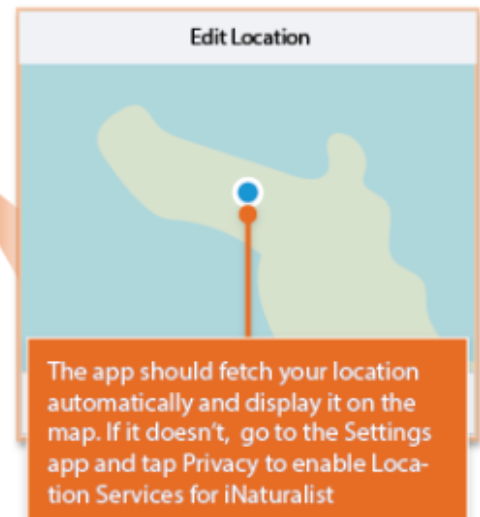 Edit Location
The app should fetch your location
automatically and display it on the
map. If it doesn't,  go to the Settings
app and tap Privacy to enable Loca-
tion Services for iNaturalist